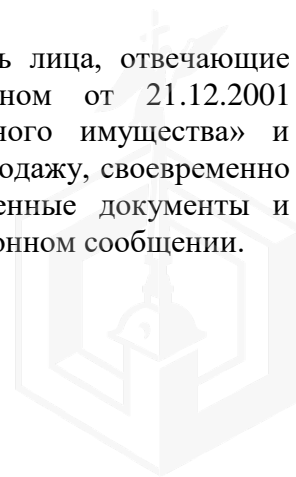 ь лица, отвечающие
ном от 21.12.2001
ного имущества» и
одажу, своевременно
енные документы и
онном сообщении.